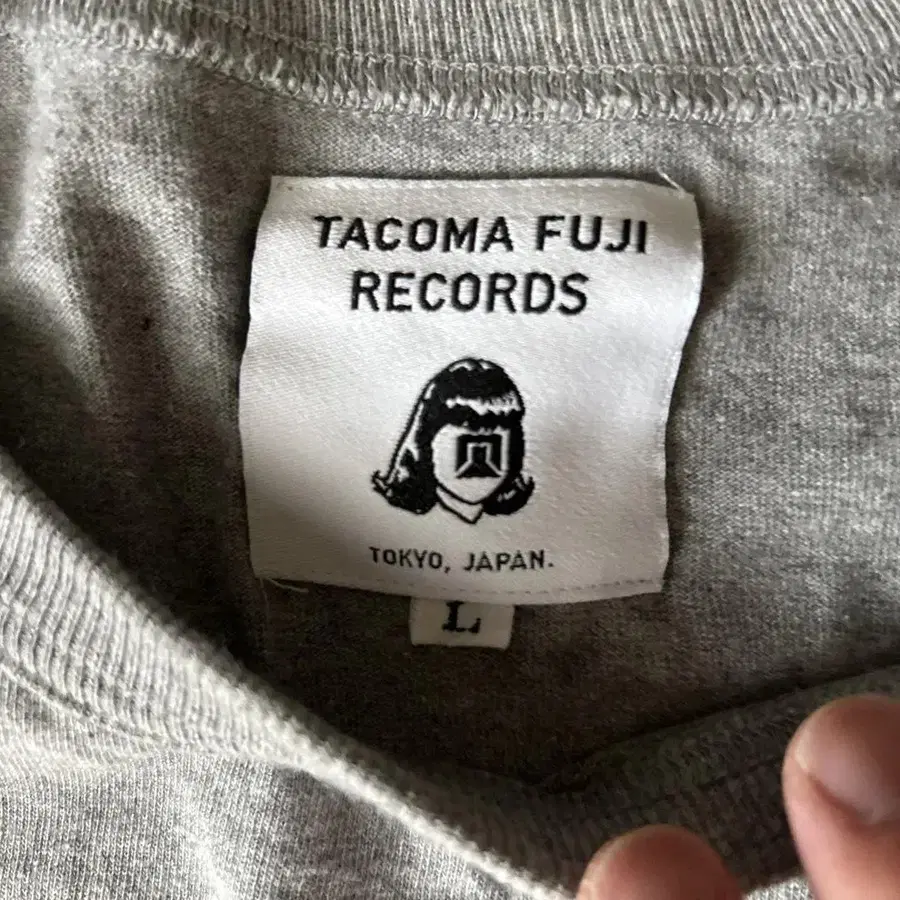 TACOMA FUJI
RECORDS
TOKYO, JAPAN.
L